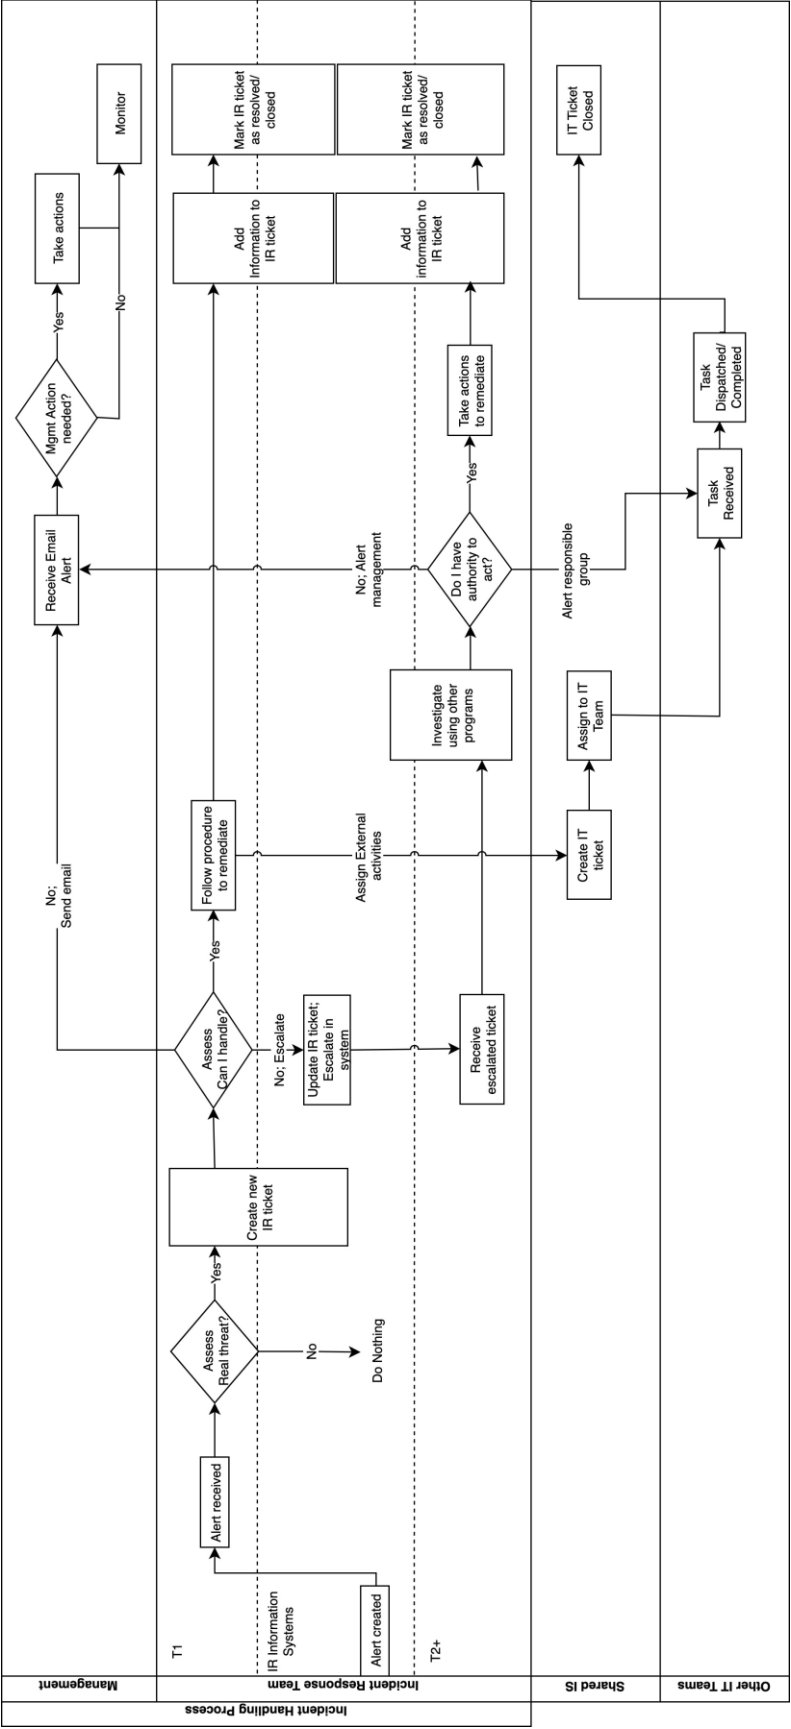 Incident Handling Process
Management
Incident Response Team
Shared IS
Other IT Teams
T1
IR Information
Systems
T2+
Alert created
Alert received
Assess
Real threat?
Yes
No
Do Nothing
Create new
IR ticket
Assess
Can I handle?
No;
Send email
Yes
No; Escalate
Update IR ticket;
Escalate in
system
Receive
escalated ticket
Follow procedure
to remediate
Assign External
activities
Create IT
ticket
Assign to IT
Team
Investigate
using other
programs
Do I have
authority to
act?
No; Alert
management
Alert responsible
group
Yes
Take actions
to remediate
Receive Email
Alert
Mgmt Action
needed?
Yes
No
Take actions
Monitor
Task
Received
Task
Dispatched/
Completed
IT Ticket
Closed
Add
Information to
IR ticket
Mark IR ticket
as resolved/
closed
Add
information to
IR ticket
Mark IR ticket
as resolved/
closed